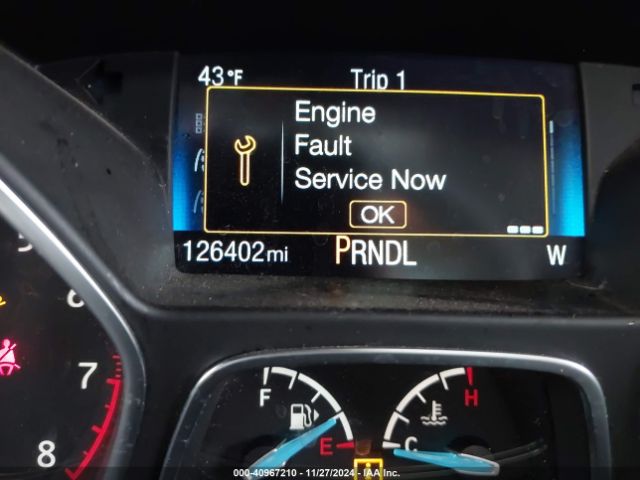 43°F Trip 1
Engine
Fault
Service Now
OK
126402mi PRNDL W
5
6
7
8
F
E
H
C
000-40967210 - 11/27/2024 - IAA Inc.